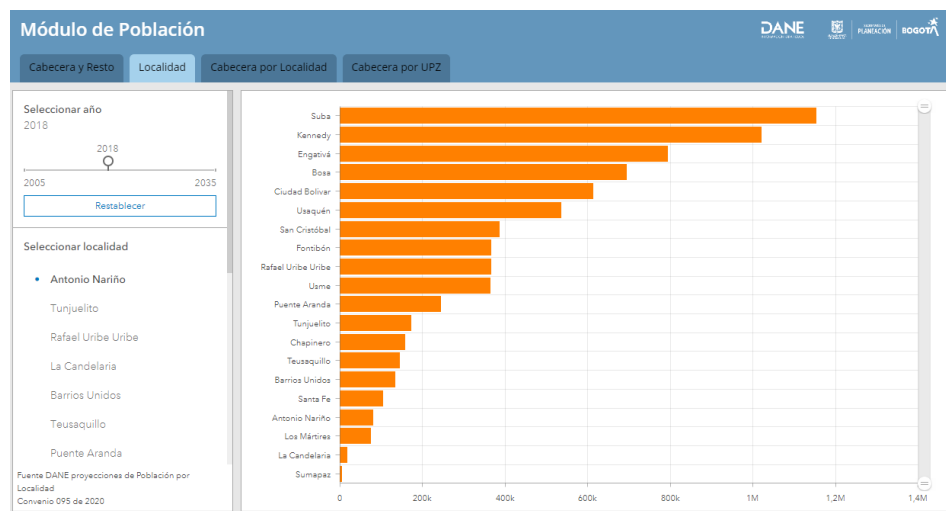 Módulo de Población
DANE
PLANEACIÓN
BOGOTÁ
Cabecera y Resto
Localidad
Cabecera por Localidad
Cabecera por UPZ
Seleccionar año
2018
2018
2005
2035
Restablecer
Seleccionar localidad
Antonio Nariño
Tunjuelito
Rafael Uribe Uribe
La Candelaria
Barrios Unidos
Teusaquillo
Puente Aranda
Fuente DANE proyecciones de Población por
Localidad
Convenio 095 de 2020
Suba
Kennedy
Engativá
Bosa
Ciudad Bolivar
Usaquén
San Cristóbal
Fontibón
Rafael Uribe Uribe
Usme
Puente Aranda
Tunjuelito
Chapinero
Teusaquillo
Barrios Unidos
Santa Fe
Antonio Nariño
Los Mártires
La Candelaria
Sumapaz
0
200k
400k
600k
800k
1M
1,2M
1,4M